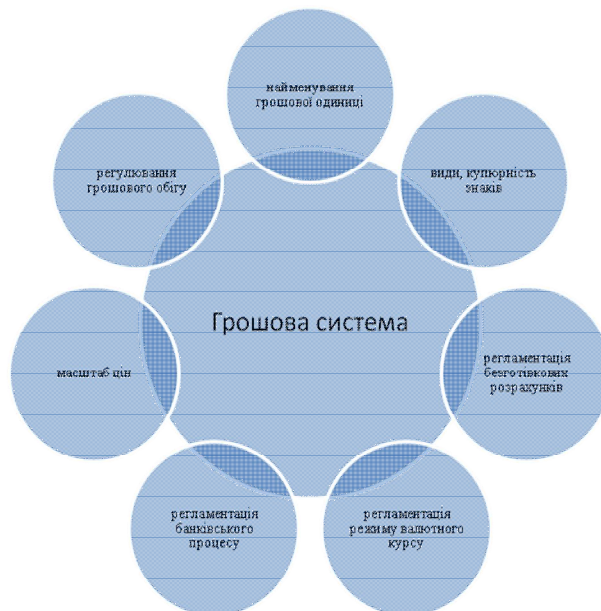 найменування
грошової одиниці
види, купюрність
знаків
регламентація
безготівкових
розрахунків
регламентація
режиму валютного
курсу
регламентація
банківського
процесу
масштаб цін
регулювання
грошового обігу
Грошова система